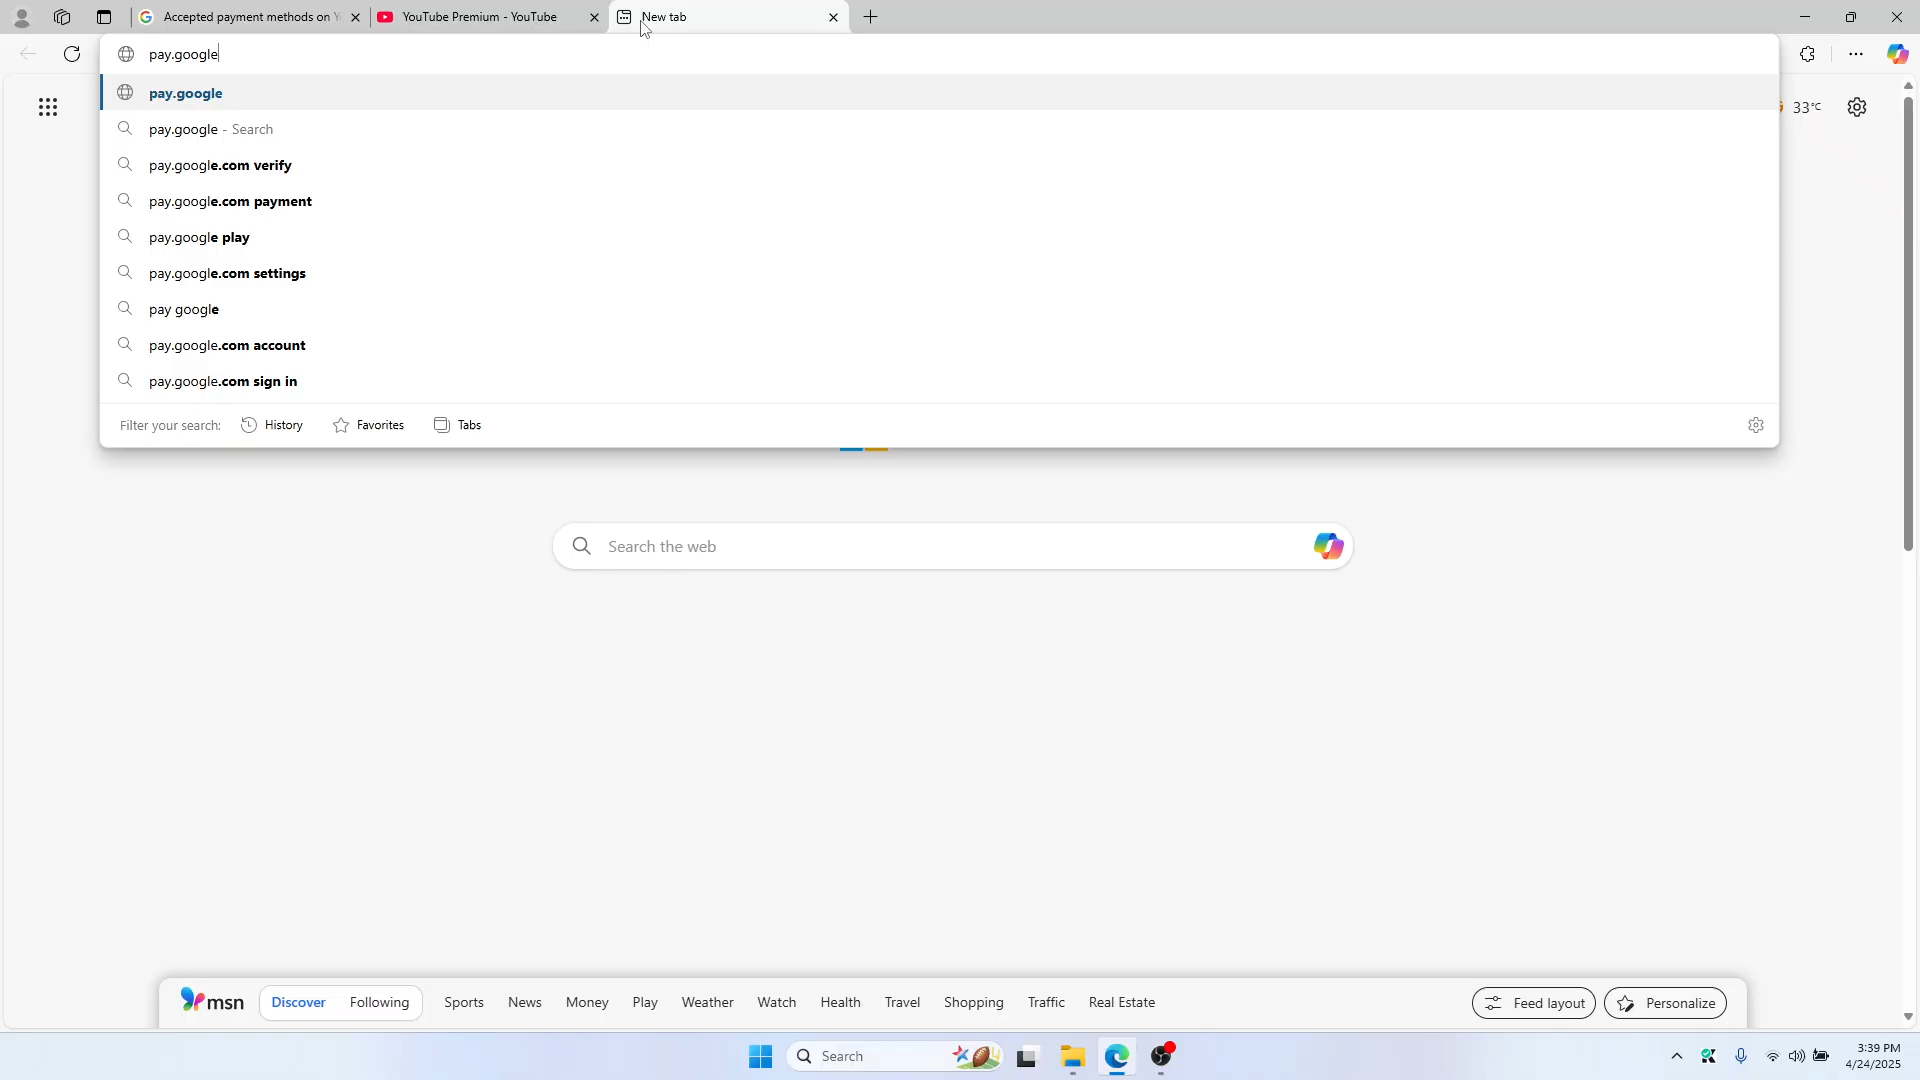 Accepted payment methods on Y
YouTube Premium - YouTube
New tab
pay.google
pay.google
pay.google - Search
pay.google.com verify
pay.google.com payment
pay.google play
pay.google.com settings
pay google
pay.google.com account
pay.google.com sign in
Filter your search:
History
Favorites
Tabs
33°C
Search the web
msn
Discover
Following
Sports
News
Money
Play
Weather
Watch
Health
Travel
Shopping
Traffic
Real Estate
Feed layout
Personalize
Search
3:39 PM
4/24/2025